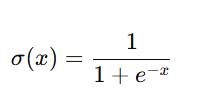 σ(x) = 1 / (1 + e^{-x})